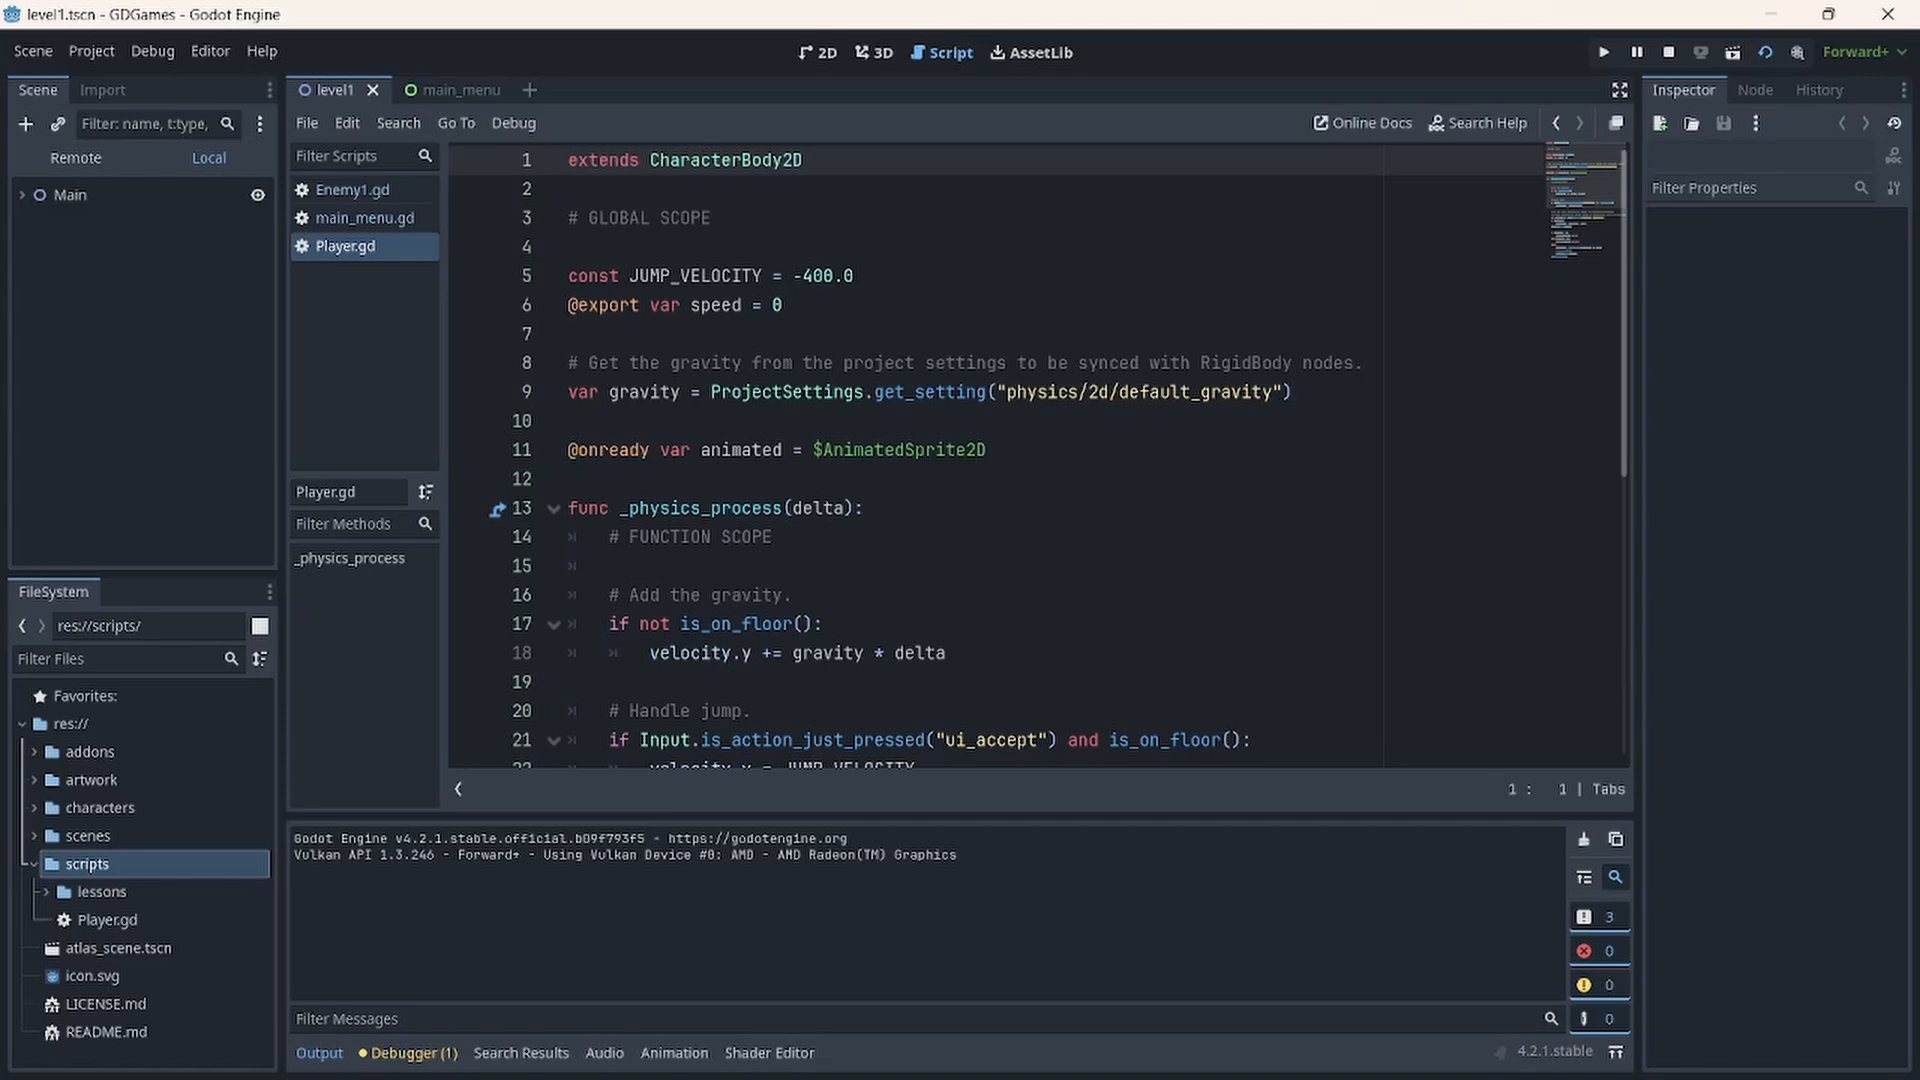 level1.tscn - GDGames - Godot Engine
Scene Project Debug Editor Help
2D 3D Script AssetLib
Forward+
Scene Import
Filter: name, t:type,
Remote Local
Main
level1 main_menu
File Edit Search Go To Debug
Online Docs Search Help
Filter Scripts
Enemy1.gd
main_menu.gd
Player.gd
Player.gd
Filter Methods
_physics_process
1 extends CharacterBody2D
2
3 # GLOBAL SCOPE
4
5 const JUMP_VELOCITY = -400.0
6 @export var speed = 0
7
8 # Get the gravity from the project settings to be synced with RigidBody nodes.
9 var gravity = ProjectSettings.get_setting("physics/2d/default_gravity")
10
11 @onready var animated = $AnimatedSprite2D
12
13 func _physics_process(delta):
14 # FUNCTION SCOPE
15
16 # Add the gravity.
17 if not is_on_floor():
18 velocity.y += gravity * delta
19
20 # Handle jump.
21 if Input.is_action_just_pressed("ui_accept") and is_on_floor():
22 velocity.y = JUMP_VELOCITY
1 : 1 | Tabs
Inspector Node History
Filter Properties
FileSystem
res://scripts/
Filter Files
Favorites:
res://
addons
artwork
characters
scenes
scripts
lessons
Player.gd
atlas_scene.tscn
icon.svg
LICENSE.md
README.md
Godot Engine v4.2.1.stable.official.b09f793f5 - https://godotengine.org
Vulkan API 1.3.246 - Forward+ - Using Vulkan Device #0: AMD - AMD Radeon(TM) Graphics
3
0
0
0
Filter Messages
Output Debugger (1) Search Results Audio Animation Shader Editor
4.2.1.stable